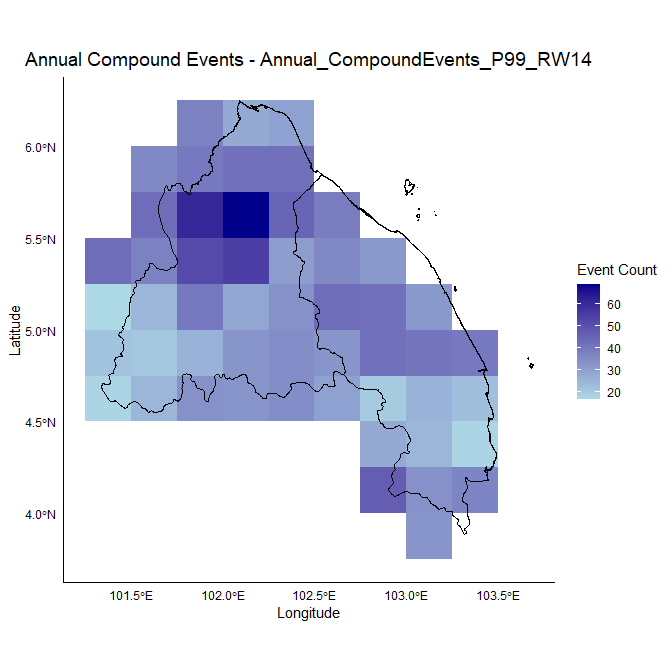 Annual Compound Events - Annual_CompoundEvents_P99_RW14
6.0°N
5.5°N
5.0°N
4.5°N
4.0°N
Latitude
101.5°E 102.0°E 102.5°E 103.0°E 103.5°E
Longitude
Event Count
60
50
40
30
20